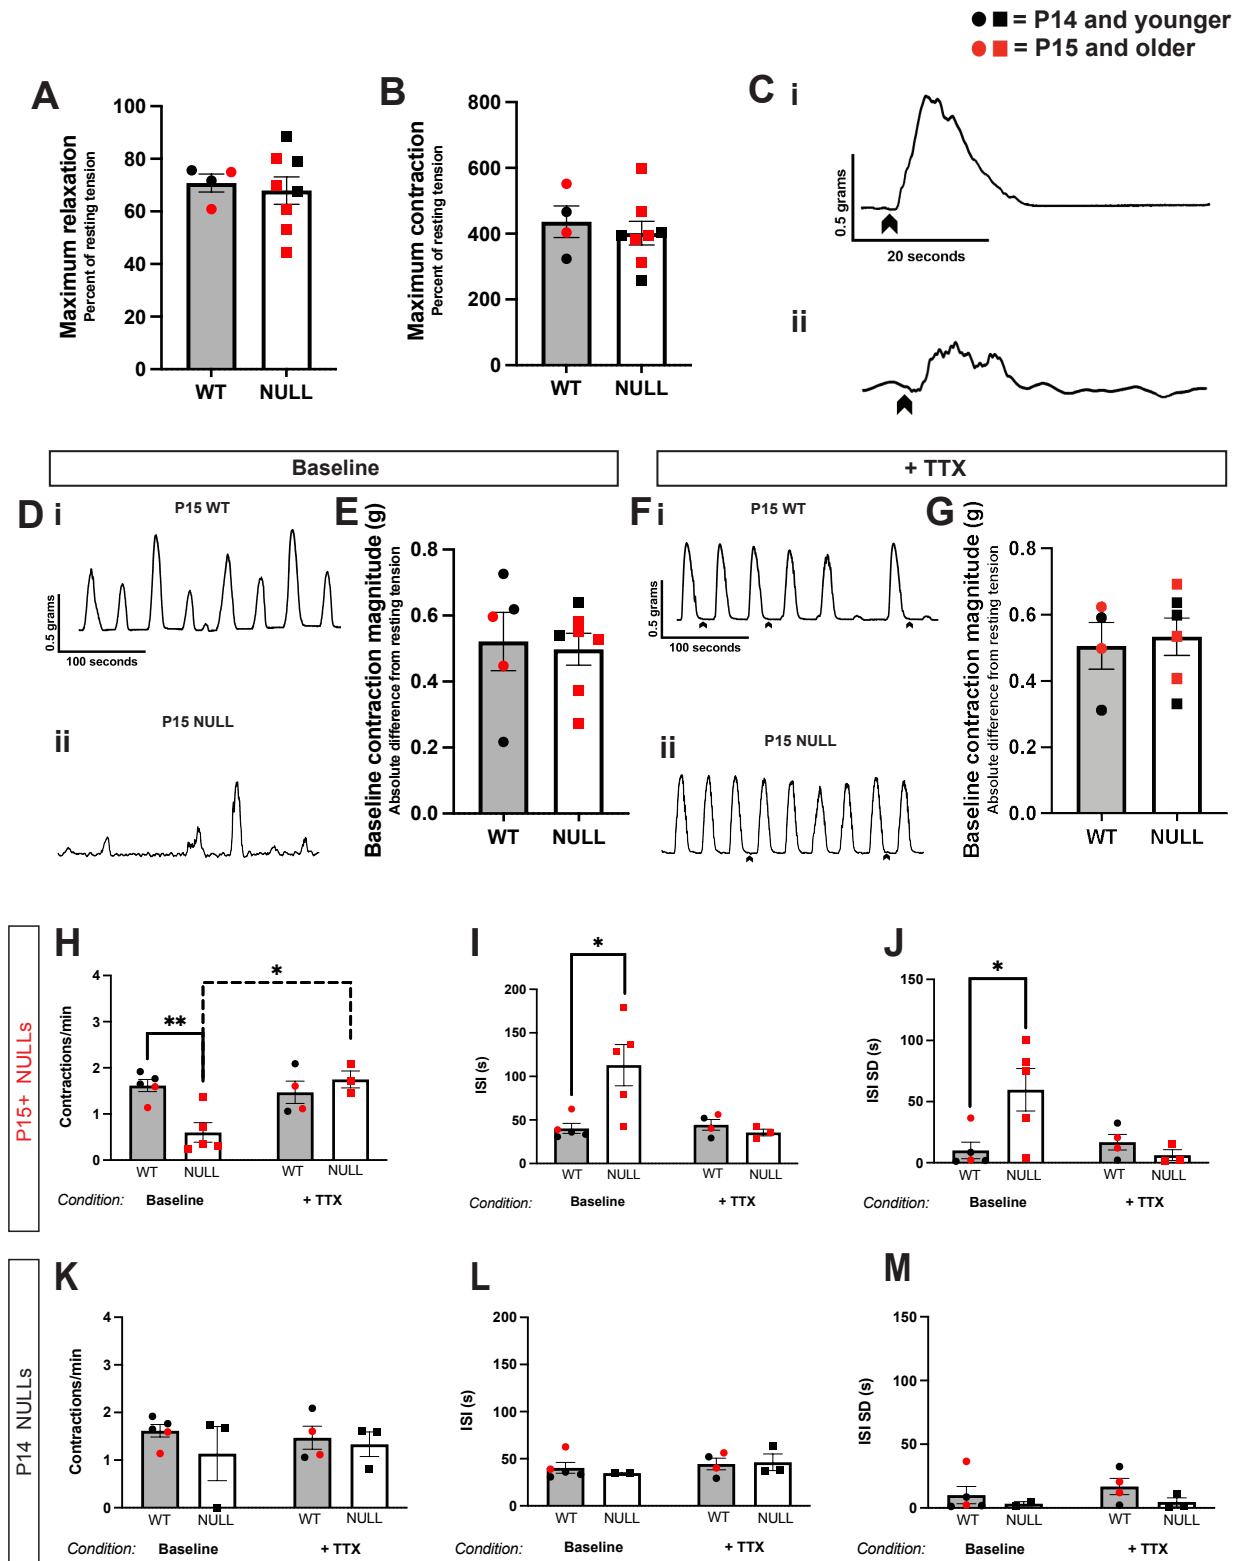 = P14 and younger
= P15 and older
A
Maximum relaxation
Percent of resting tension
100
80
60
40
20
0
WT
NULL
B
Maximum contraction
Percent of resting tension
800
600
400
200
0
WT
NULL
C
i
0.5 grams
20 seconds
ii
Baseline
+ TTX
D
i
P15 WT
0.5 grams
100 seconds
ii
P15 NULL
E
Baseline contraction magnitude (g)
Absolute difference from resting tension
0.8
0.6
0.4
0.2
0.0
WT
NULL
F
i
P15 WT
0.5 grams
100 seconds
ii
P15 NULL
G
Baseline contraction magnitude (g)
Absolute difference from resting tension
0.8
0.6
0.4
0.2
0.0
WT
NULL
P15+ NULLs
H
Contractions/min
4
3
2
1
0
**
*
WT
NULL
WT
NULL
Condition:
Baseline
+ TTX
I
ISI (s)
200
150
100
50
0
*
WT
NULL
WT
NULL
Condition:
Baseline
+ TTX
J
ISI SD (s)
150
100
50
0
*
WT
NULL
WT
NULL
Condition:
Baseline
+ TTX
P14 NULLs
K
Contractions/min
4
3
2
1
0
WT
NULL
WT
NULL
Condition:
Baseline
+ TTX
L
ISI (s)
200
150
100
50
0
WT
NULL
WT
NULL
Condition:
Baseline
+ TTX
M
ISI SD (s)
150
100
50
0
WT
NULL
WT
NULL
Condition:
Baseline
+ TTX